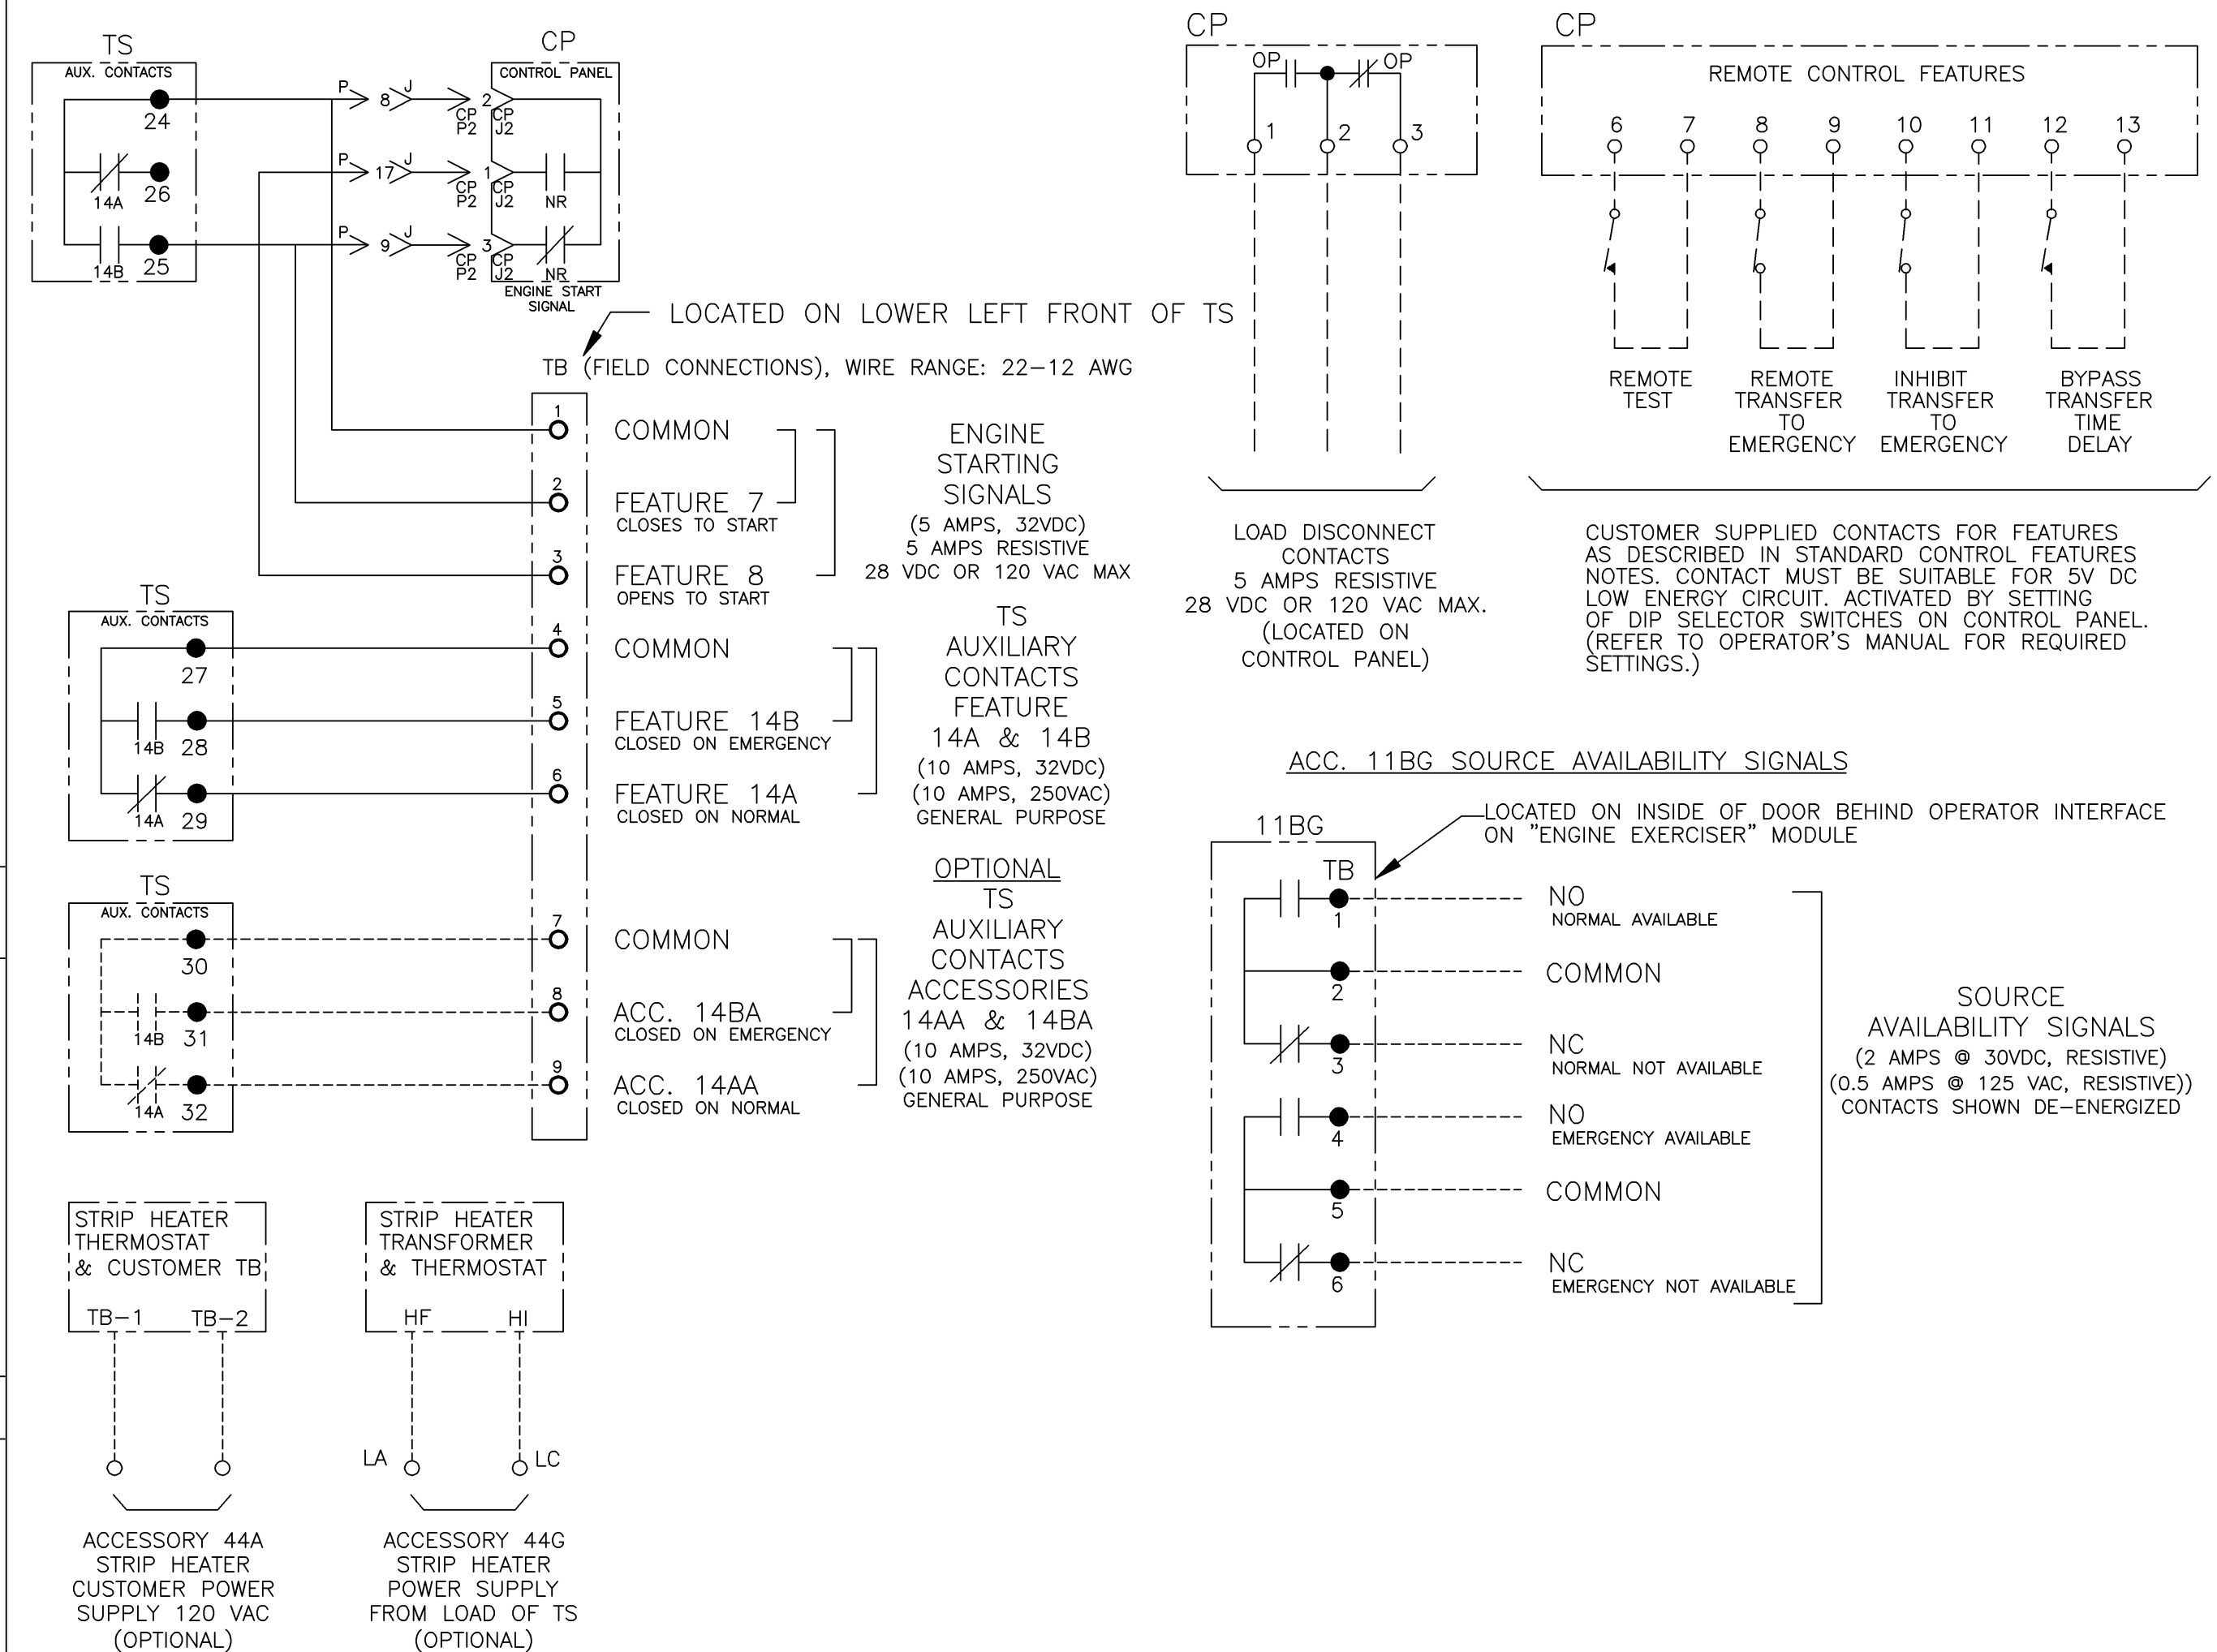 TS
AUX. CONTACTS
24
14A
26
14B
25
P
8
J
CP
P2
2
CP
J2
P
17
J
CP
P2
1
CP
J2
NR
P
9
J
CP
P2
3
CP
J2
NR
CP
CONTROL PANEL
ENGINE START
SIGNAL
LOCATED ON LOWER LEFT FRONT OF TS
TB (FIELD CONNECTIONS), WIRE RANGE: 22-12 AWG
1
COMMON
2
FEATURE 7
CLOSES TO START
3
FEATURE 8
OPENS TO START
ENGINE
STARTING
SIGNALS
(5 AMPS, 32VDC)
5 AMPS RESISTIVE
28 VDC OR 120 VAC MAX
TS
AUX. CONTACTS
27
14B
28
14A
29
4
COMMON
5
FEATURE 14B
CLOSED ON EMERGENCY
6
FEATURE 14A
CLOSED ON NORMAL
TS
AUXILIARY
CONTACTS
FEATURE
14A & 14B
(10 AMPS, 32VDC)
(10 AMPS, 250VAC)
GENERAL PURPOSE
TS
AUX. CONTACTS
30
14B
31
14A
32
7
COMMON
8
ACC. 14BA
CLOSED ON EMERGENCY
9
ACC. 14AA
CLOSED ON NORMAL
OPTIONAL
TS
AUXILIARY
CONTACTS
ACCESSORIES
14AA & 14BA
(10 AMPS, 32VDC)
(10 AMPS, 250VAC)
GENERAL PURPOSE
STRIP HEATER
THERMOSTAT
& CUSTOMER TB
TB-1 TB-2
ACCESSORY 44A
STRIP HEATER
CUSTOMER POWER
SUPPLY 120 VAC
(OPTIONAL)
STRIP HEATER
TRANSFORMER
& THERMOSTAT
HF HI
LA LC
ACCESSORY 44G
STRIP HEATER
POWER SUPPLY
FROM LOAD OF TS
(OPTIONAL)
CP
OP OP
1 2 3
LOAD DISCONNECT
CONTACTS
5 AMPS RESISTIVE
28 VDC OR 120 VAC MAX.
(LOCATED ON
CONTROL PANEL)
CP
REMOTE CONTROL FEATURES
6 7 8 9 10 11 12 13
REMOTE
TEST
REMOTE
TRANSFER
TO
EMERGENCY
INHIBIT
TRANSFER
TO
EMERGENCY
BYPASS
TRANSFER
TIME
DELAY
CUSTOMER SUPPLIED CONTACTS FOR FEATURES
AS DESCRIBED IN STANDARD CONTROL FEATURES
NOTES. CONTACT MUST BE SUITABLE FOR 5V DC
LOW ENERGY CIRCUIT. ACTIVATED BY SETTING
OF DIP SELECTOR SWITCHES ON CONTROL PANEL.
(REFER TO OPERATOR'S MANUAL FOR REQUIRED
SETTINGS.)
ACC. 11BG SOURCE AVAILABILITY SIGNALS
LOCATED ON INSIDE OF DOOR BEHIND OPERATOR INTERFACE
ON "ENGINE EXERCISER" MODULE
11BG
TB
1
NO
NORMAL AVAILABLE
2
COMMON
3
NC
NORMAL NOT AVAILABLE
4
NO
EMERGENCY AVAILABLE
5
COMMON
6
NC
EMERGENCY NOT AVAILABLE
SOURCE
AVAILABILITY SIGNALS
(2 AMPS @ 30VDC, RESISTIVE)
(0.5 AMPS @ 125 VAC, RESISTIVE))
CONTACTS SHOWN DE-ENERGIZED